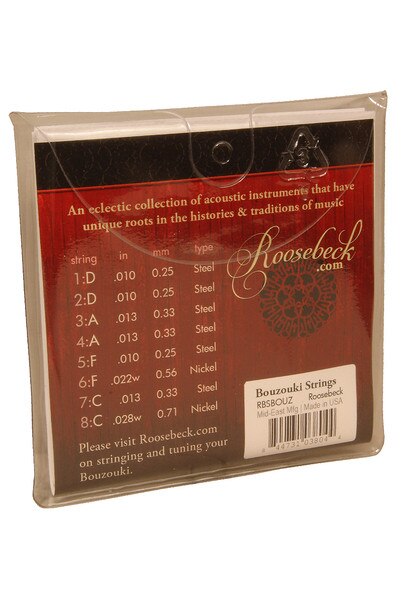 An eclectic collection of acoustic instruments that have
unique roots in the histories & traditions of music
string in mm type
1:D .010 0.25 Steel
2:D .010 0.25 Steel
3:A .013 0.33 Steel
4:A .013 0.33 Steel
5:F .010 0.25 Steel
6:F .022w 0.56 Nickel
7:C .013 0.33 Steel
8:C .028w 0.71 Nickel
Roosebeck
.com
Please visit Roosebeck.com
on stringing and tuning your
Bouzouki.
Bouzouki Strings
RBSBOUZ Roosebeck
Mid-East Mfg | Made in USA
8 44731 03804 4